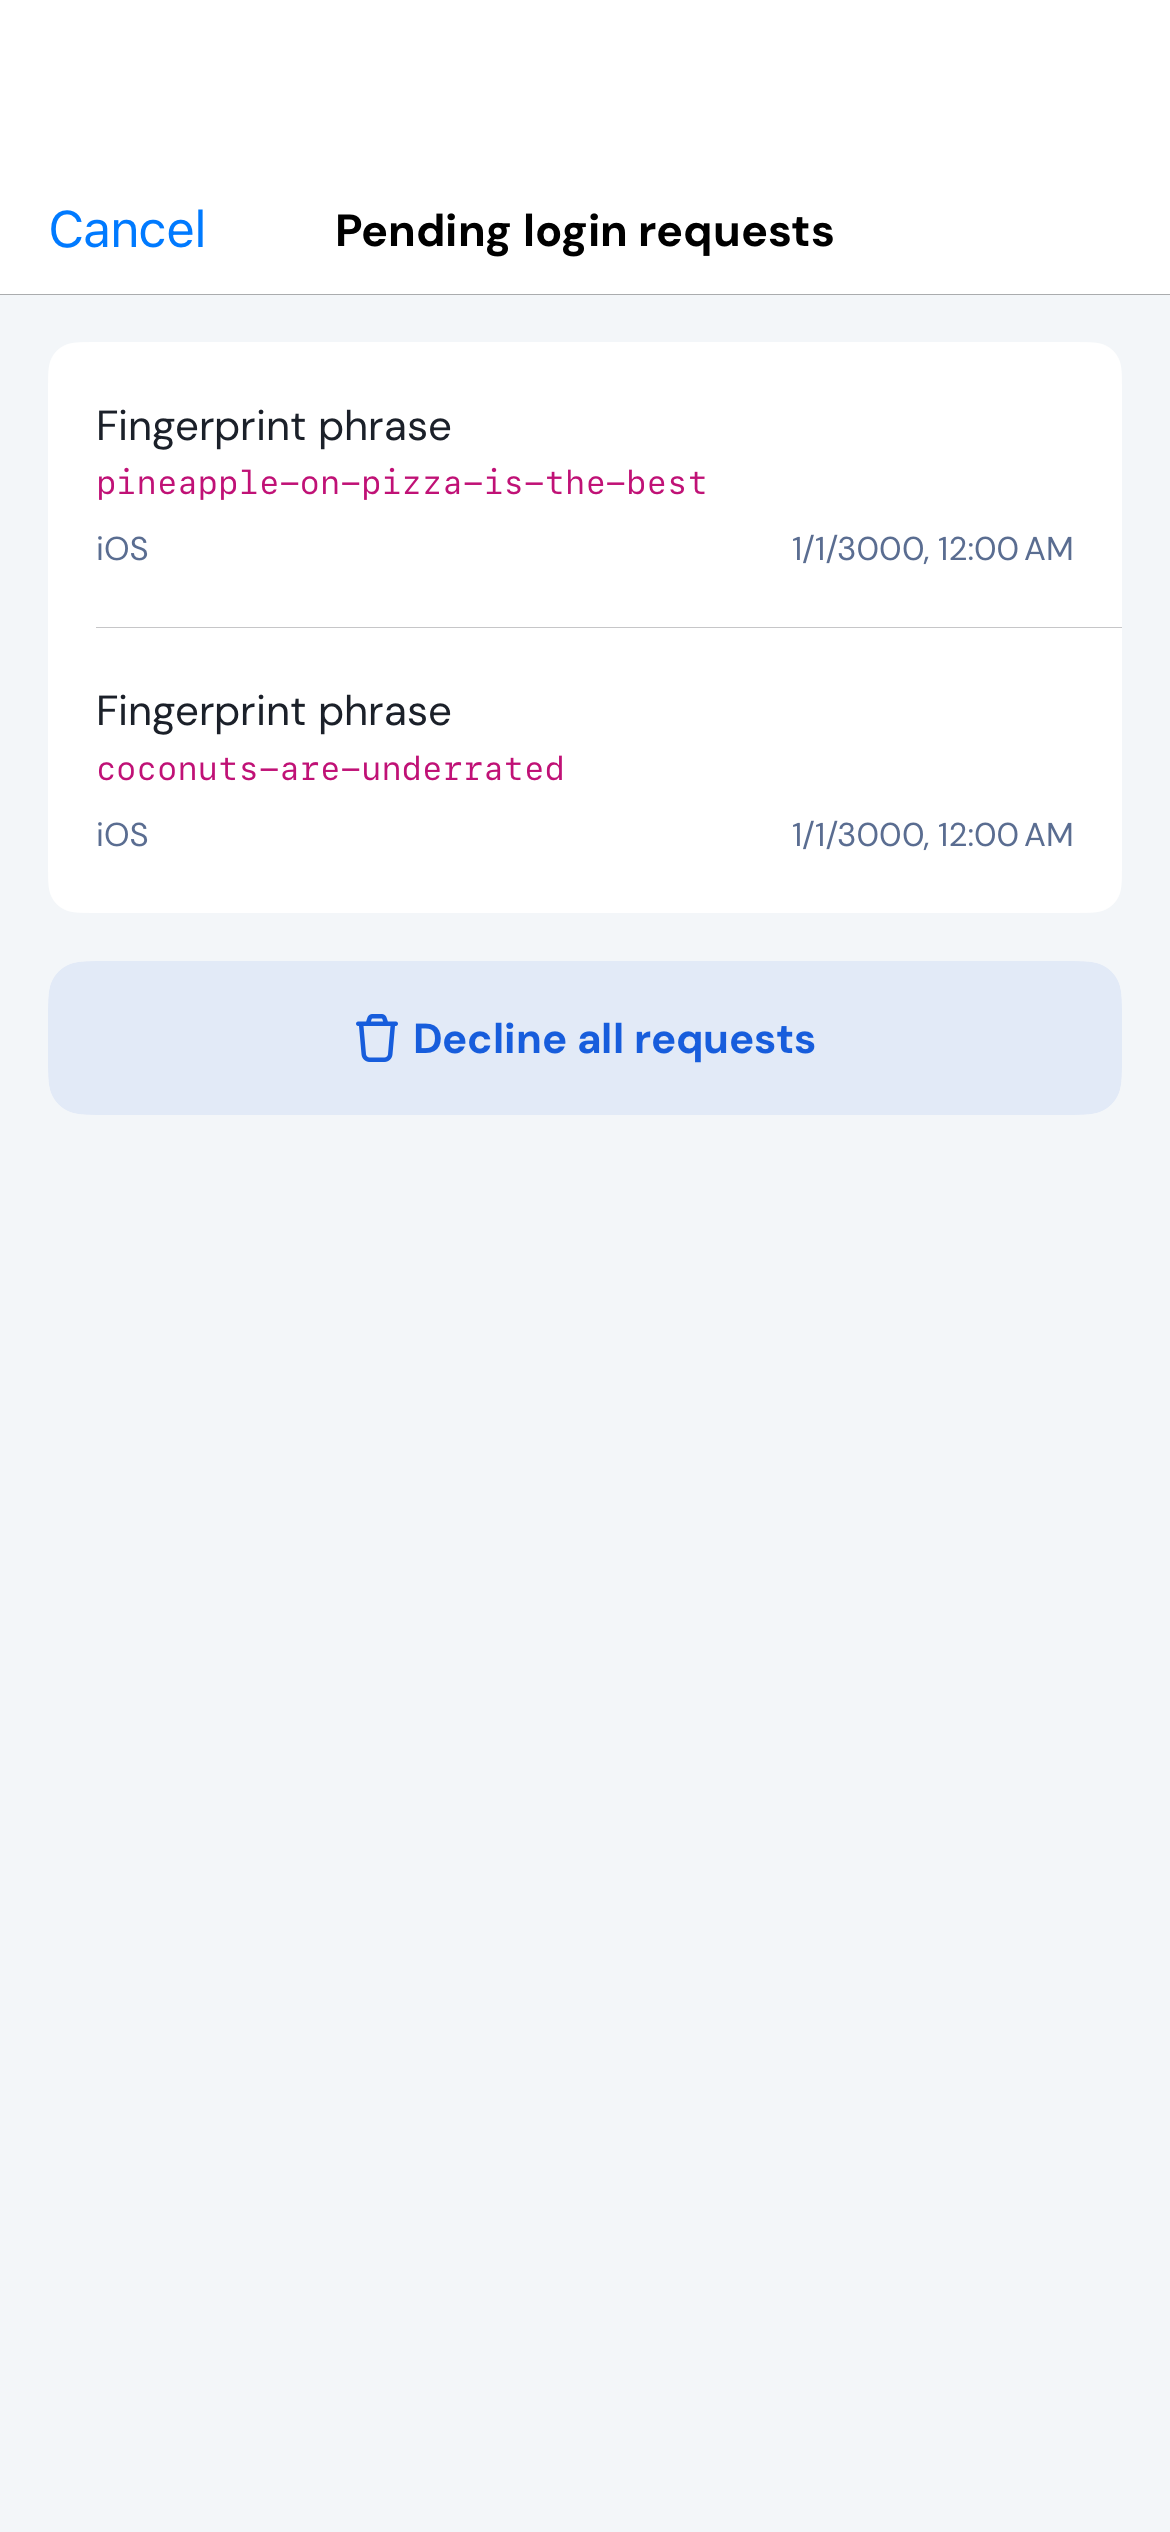 Cancel
Pending login requests
Fingerprint phrase
pineapple-on-pizza-is-the-best
iOS
1/1/3000, 12:00 AM
Fingerprint phrase
coconuts-are-underrated
iOS
1/1/3000, 12:00 AM
Decline all requests